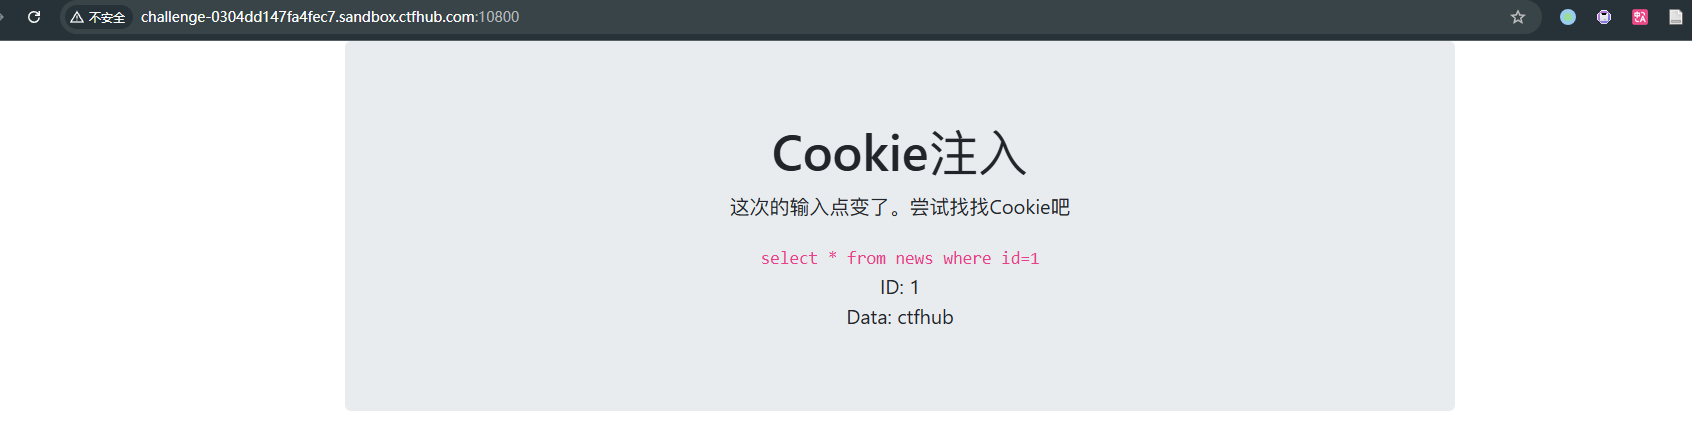 不安全 challenge-0304dd147fa4fec7.sandbox.ctfhub.com:10800
Cookie注入
这次的输入点变了。尝试找找Cookie吧
select * from news where id=1
ID: 1
Data: ctfhub